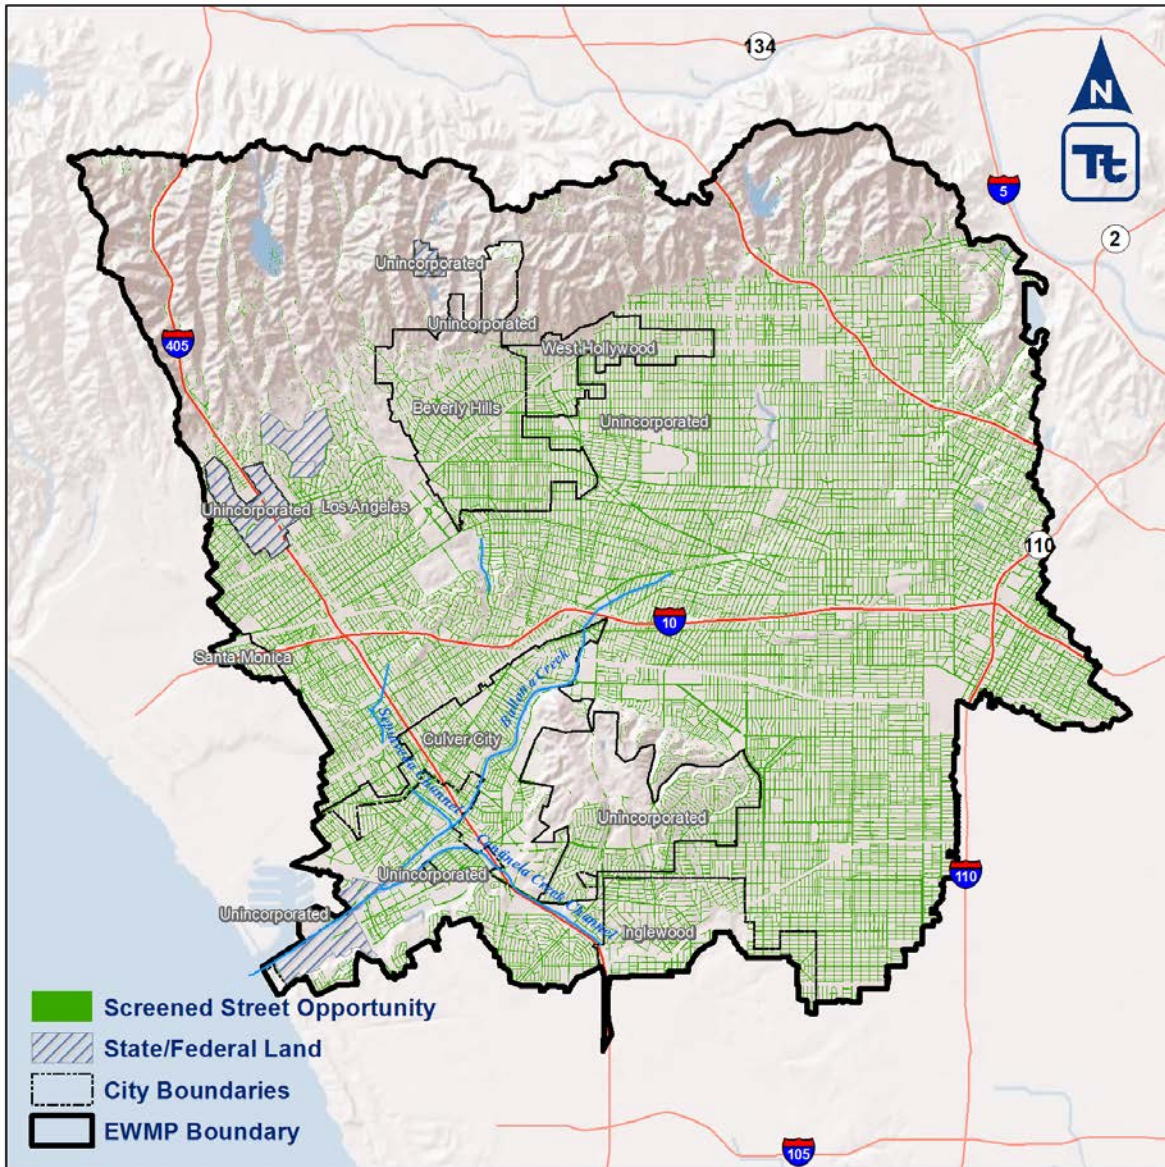 134
N
Tt
5
2
Unincorporated
Unincorporated
405
West Hollywood
Beverly Hills
Unincorporated
Unincorporated
Los Angeles
110
10
Santa Monica
Ballona Creek
Culver City
Sepulveda Channel
Unincorporated
Centinela Creek Channel
Unincorporated
110
Unincorporated
Inglewood
Screened Street Opportunity
State/Federal Land
City Boundaries
EWMP Boundary
105